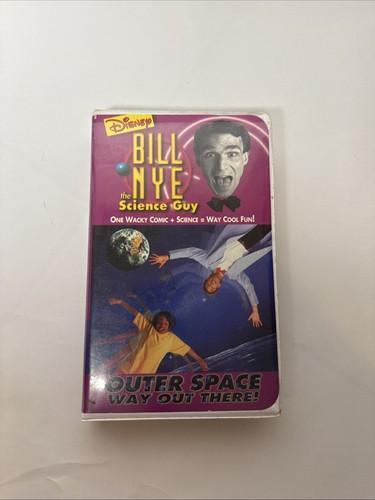 Disney
BILL
NYE
the
Science Guy
ONE WACKY COMIC + SCIENCE = WAY COOL FUN!
OUTER SPACE
WAY OUT THERE!